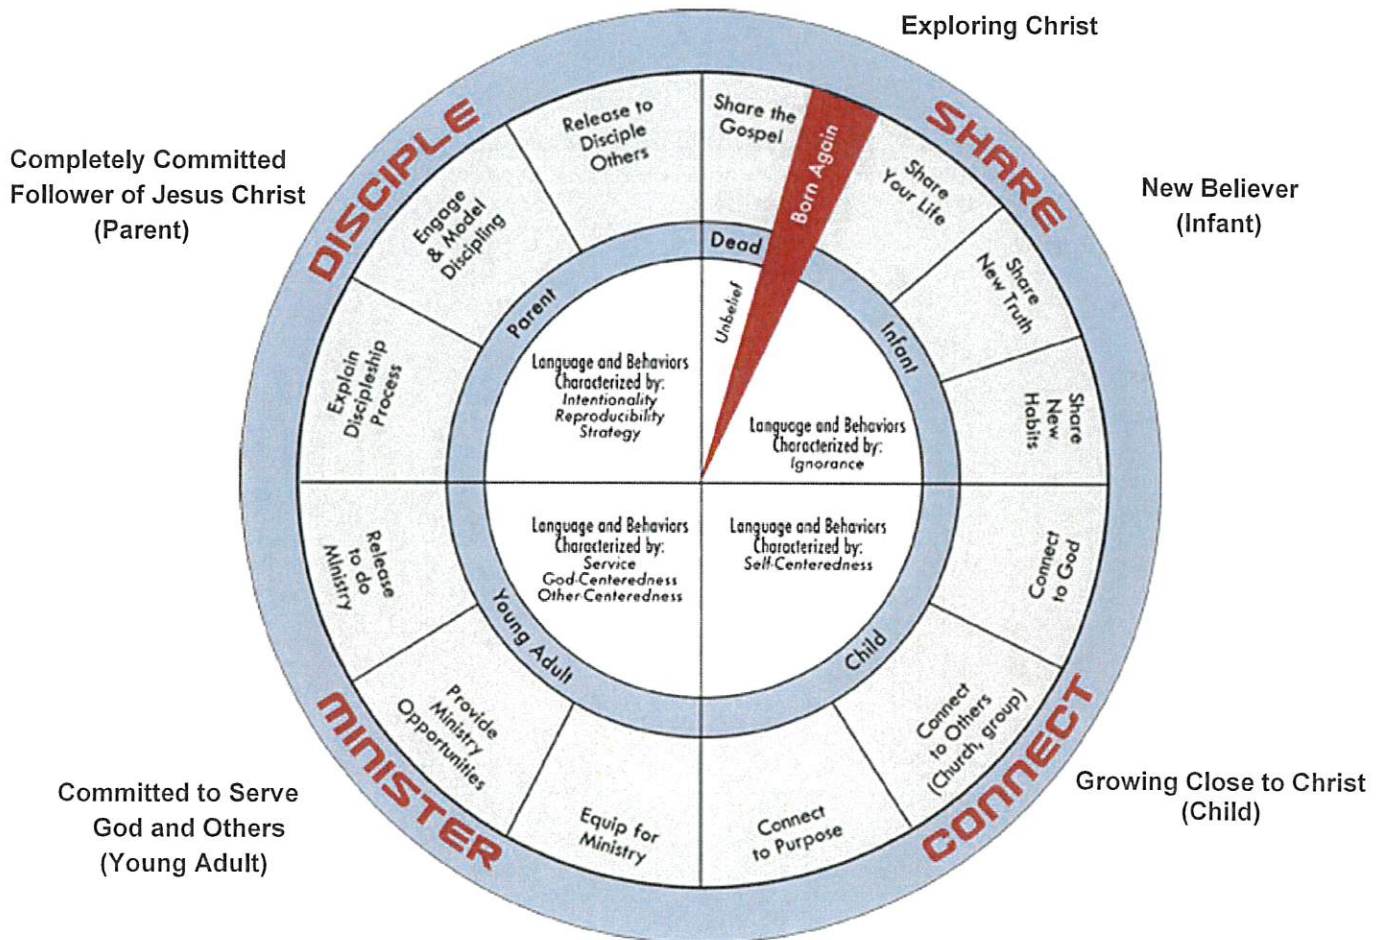 Exploring Christ
SHARE
New Believer
(Infant)
Completely Committed
Follower of Jesus Christ
(Parent)
DISCIPLE
Share the
Gospel
Born Again
Share
Your Life
Share
New Truth
Share
New
Habits
Dead
Unbelief
Infant
Language and Behaviors
Characterized by:
Ignorance
Connect
to God
Connect
to Others
(Church, group)
Connect
to Purpose
Child
Language and Behaviors
Characterized by:
Self-Centeredness
CONNECT
Growing Close to Christ
(Child)
Equip for
Ministry
Provide
Ministry
Opportunities
Release
to do
Ministry
Young Adult
Language and Behaviors
Characterized by:
Service
God-Centeredness
Other-Centeredness
MINISTER
Committed to Serve
God and Others
(Young Adult)
Explain
Discipleship
Process
Engage
& Model
Discipling
Release to
Disciple
Others
Parent
Language and Behaviors
Characterized by:
Intentionality
Reproducibility
Strategy